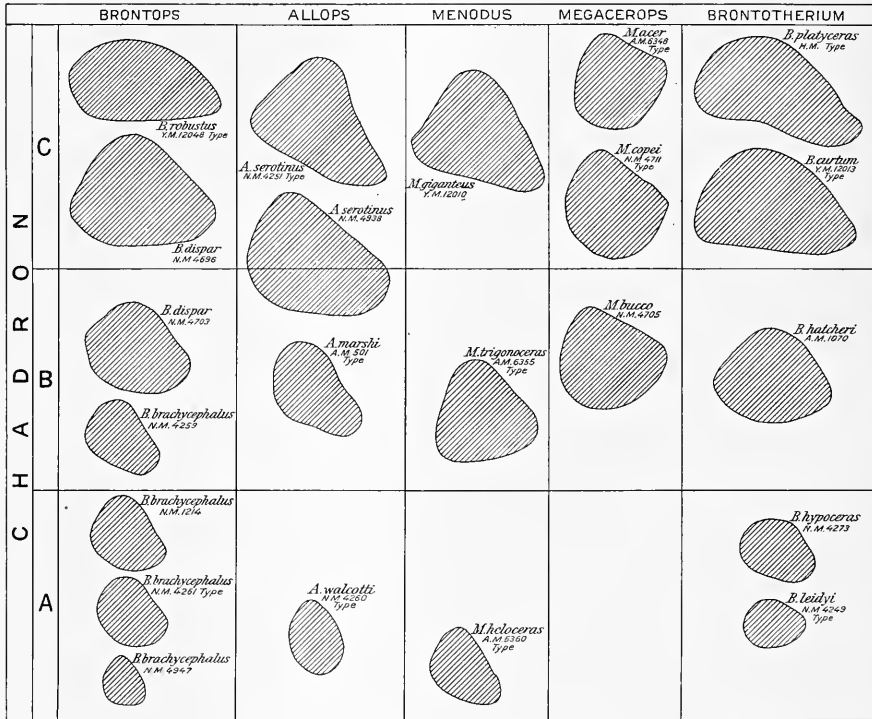 BRONTOPS
ALLOPS
MENODUS
MEGACEROPS
BRONTOTHERIUM
CHADRON
C
B. robustus
Y.M.12048 Type
B. dispar
N.M 4696
A. serotinus
N.M.4251 Type
A serotinus
N.M.4938
M. giganteus
Y.M.12010
M. acer
A.M.6348
Type
M. copei
N.M 4711
Type
B. platyceras
H.M. Type
B. curtum
Y.M.12013
Type
B
B. dispar
N.M.4703
B. brachycephalus
N.M. 4259
A. marshi
A.M 501
Type
M. trigonoceras
A.M.6355
Type
M. bucco
N.M.4705
B. hatcheri
A.M.1070
A
B. brachycephalus
N.M.1214
B. brachycephalus
N.M.4261 Type
B. brachycephalus
N.M.4947
A. walcotti
N.M 4260
Type
M. heloceras
A.M.6360
Type
B. hypoceras
N.M.4273
B. leidyi
N.M 4249
Type